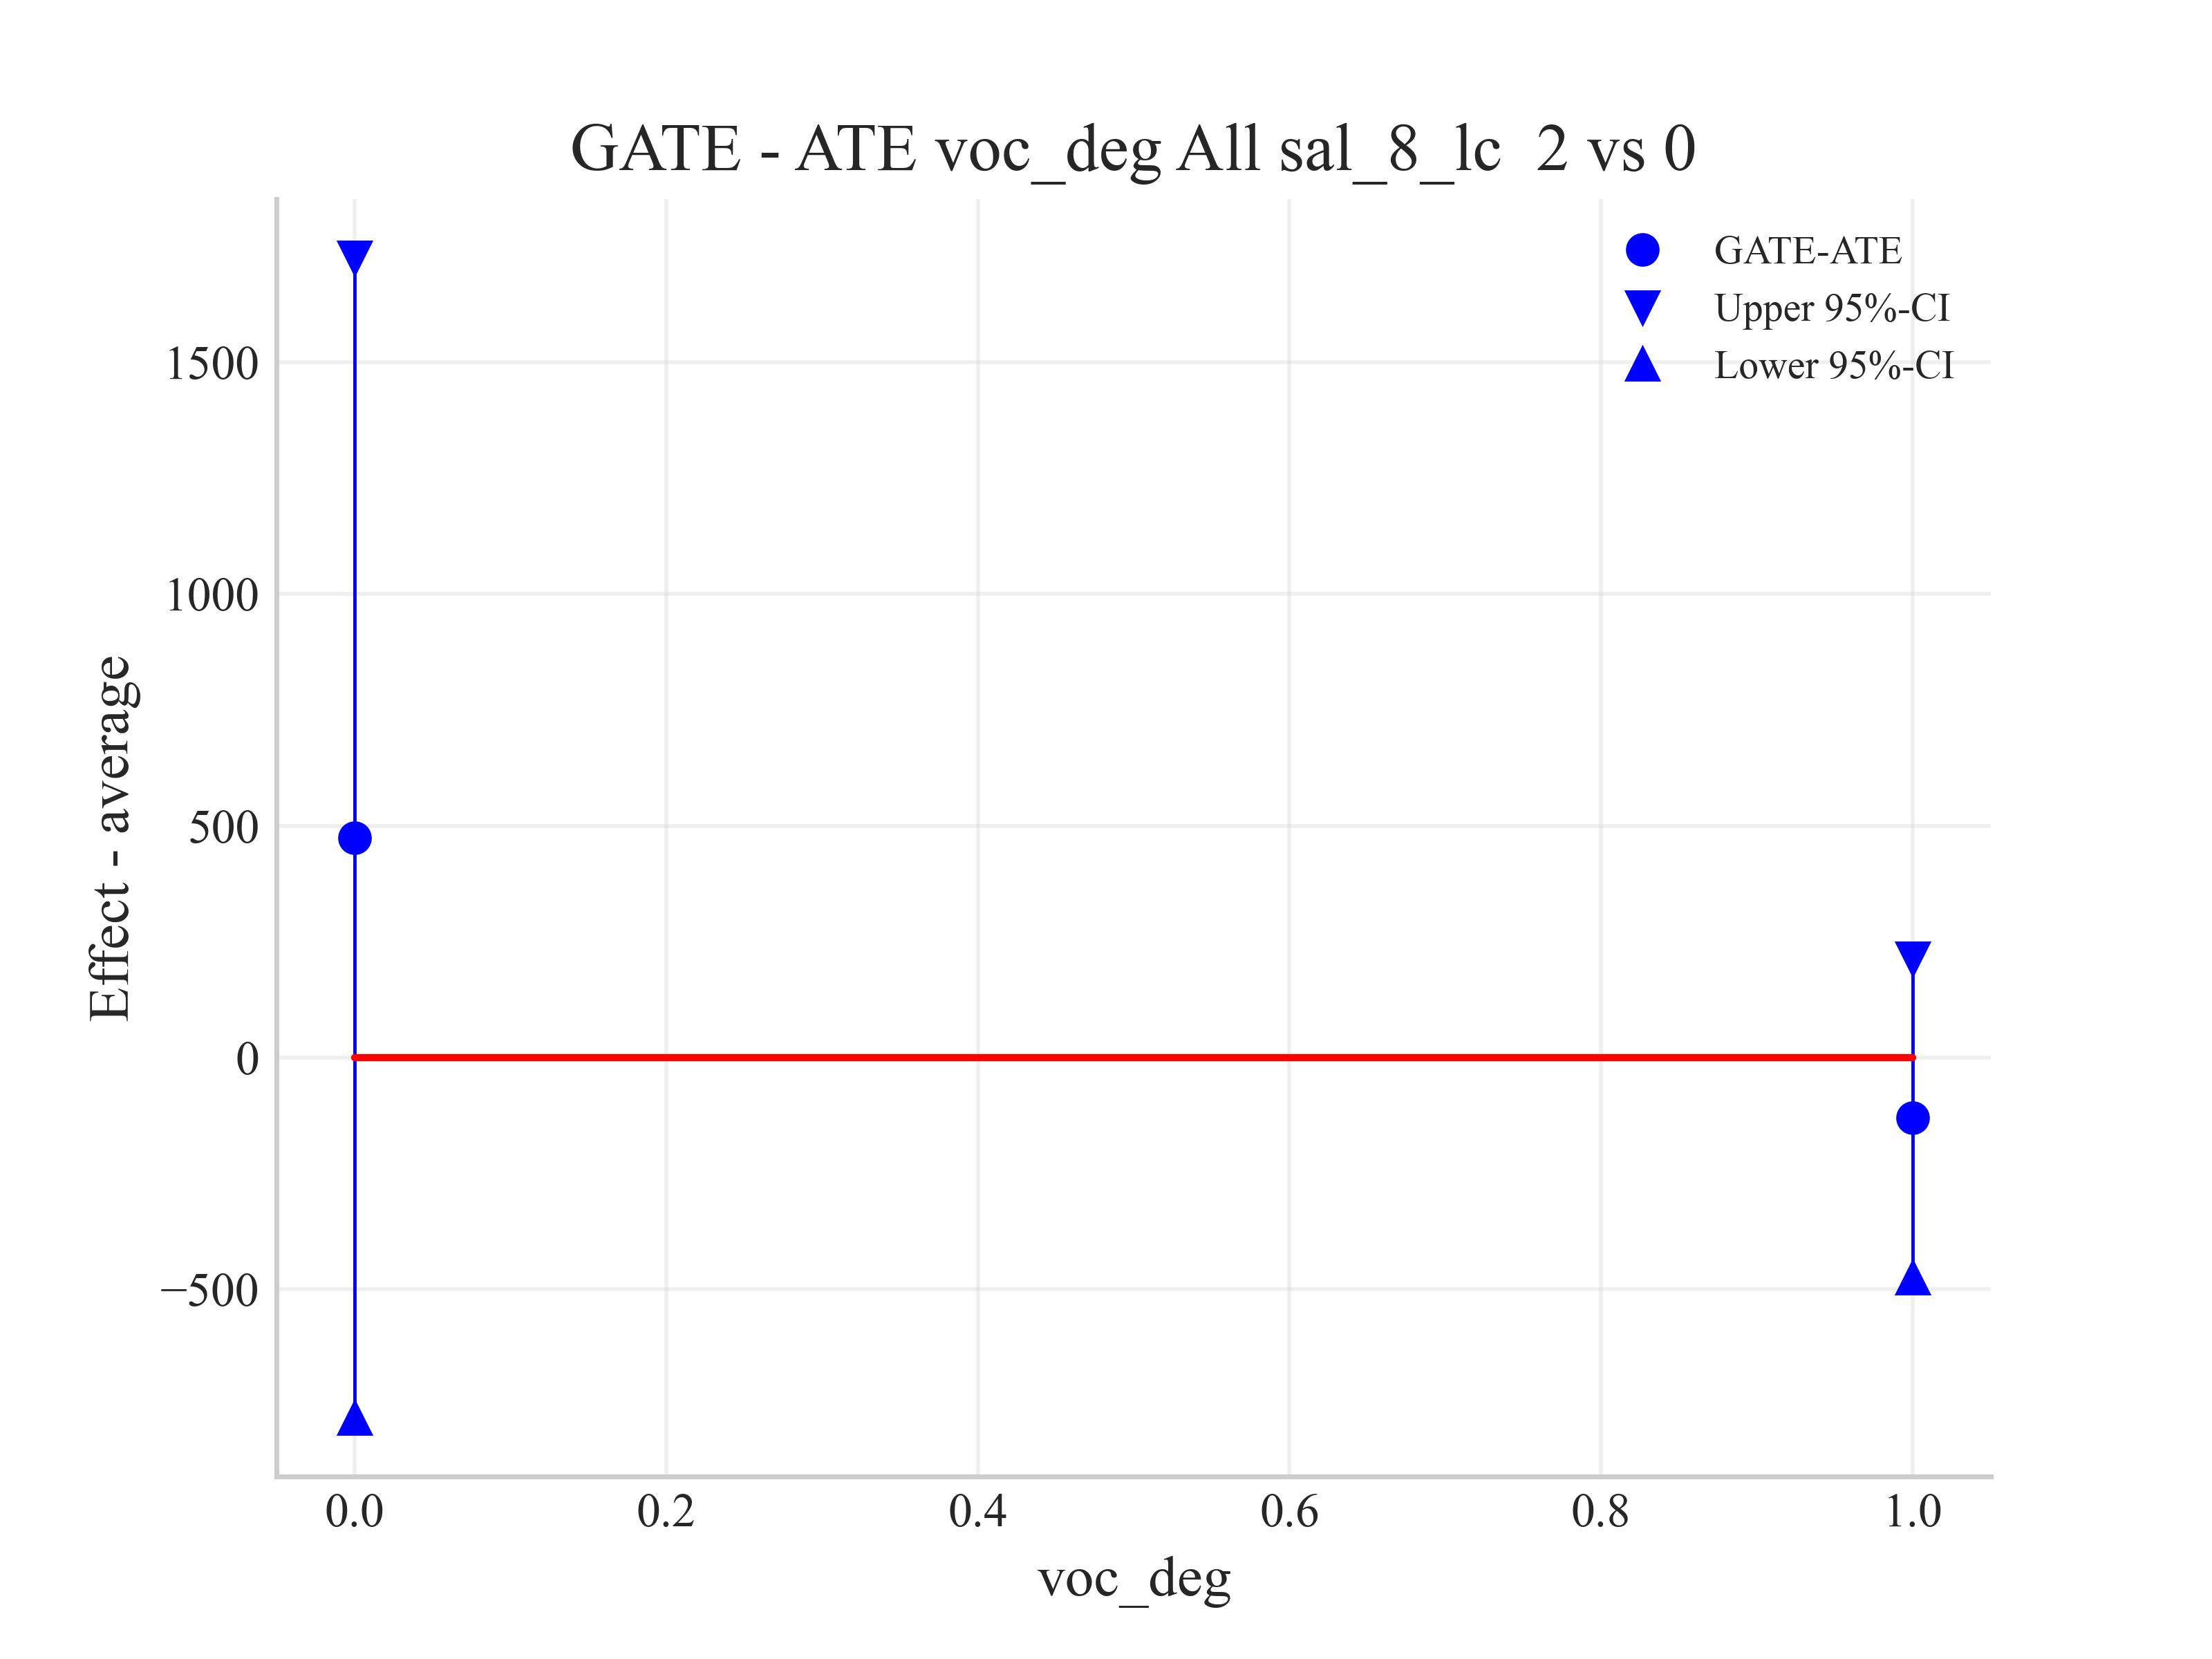 GATE - ATE voc_deg All sal_8_lc  2 vs 0
GATE-ATE
Upper 95%-CI
Lower 95%-CI
Effect - average
1500
1000
500
0
−500
0.0 0.2 0.4 0.6 0.8 1.0
voc_deg